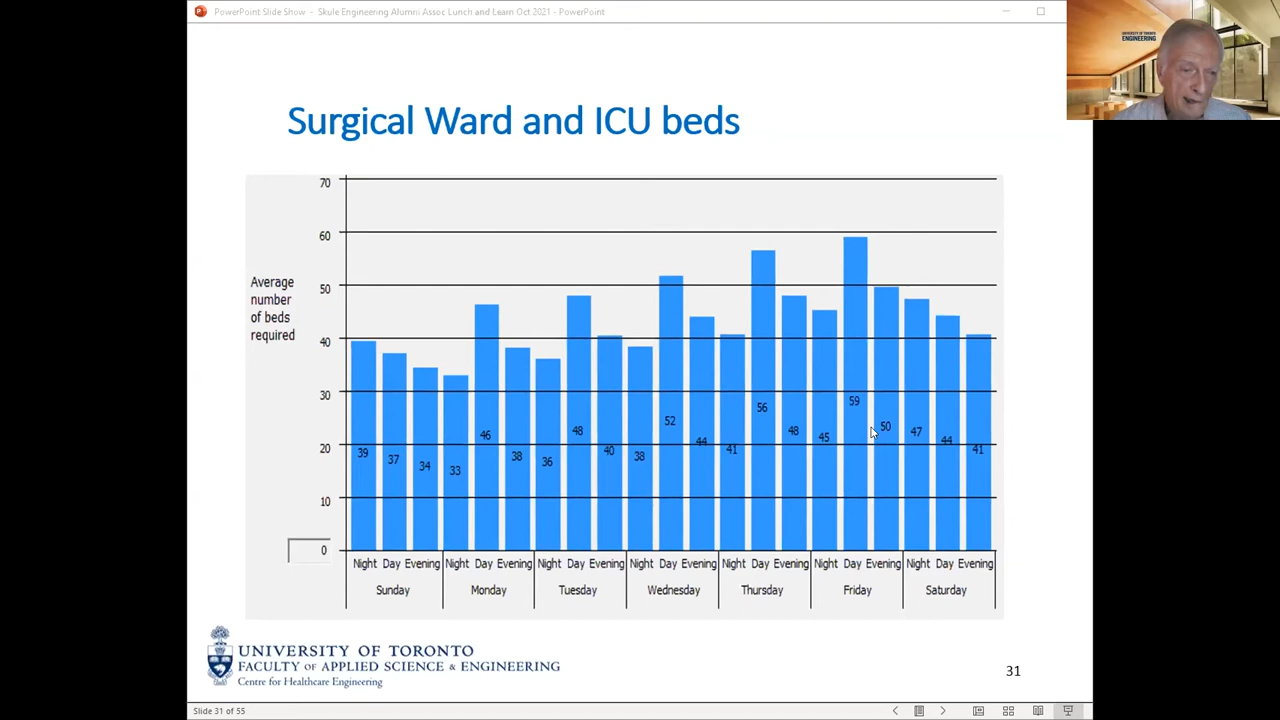 PowerPoint Slide Show - Skule Engineering Alumni Assoc Lunch and Learn Oct 2021 - PowerPoint
UNIVERSITY OF TORONTO
ENGINEERING
Surgical Ward and ICU beds
Average
number
of beds
required
70
60
50
40
30
20
10
0
39 37 34 33 46 38 36 48 40 38 52 44 41 56 48 45 59 50 47 44 41
Night Day Evening Night Day Evening Night Day Evening Night Day Evening Night Day Evening Night Day Evening Night Day Evening
Sunday Monday Tuesday Wednesday Thursday Friday Saturday
UNIVERSITY OF TORONTO
FACULTY OF APPLIED SCIENCE & ENGINEERING
Centre for Healthcare Engineering
31
Slide 31 of 55